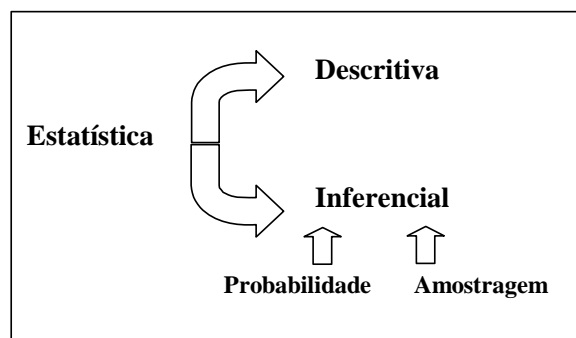 Descritiva
Estatística
Inferencial
Probabilidade Amostragem